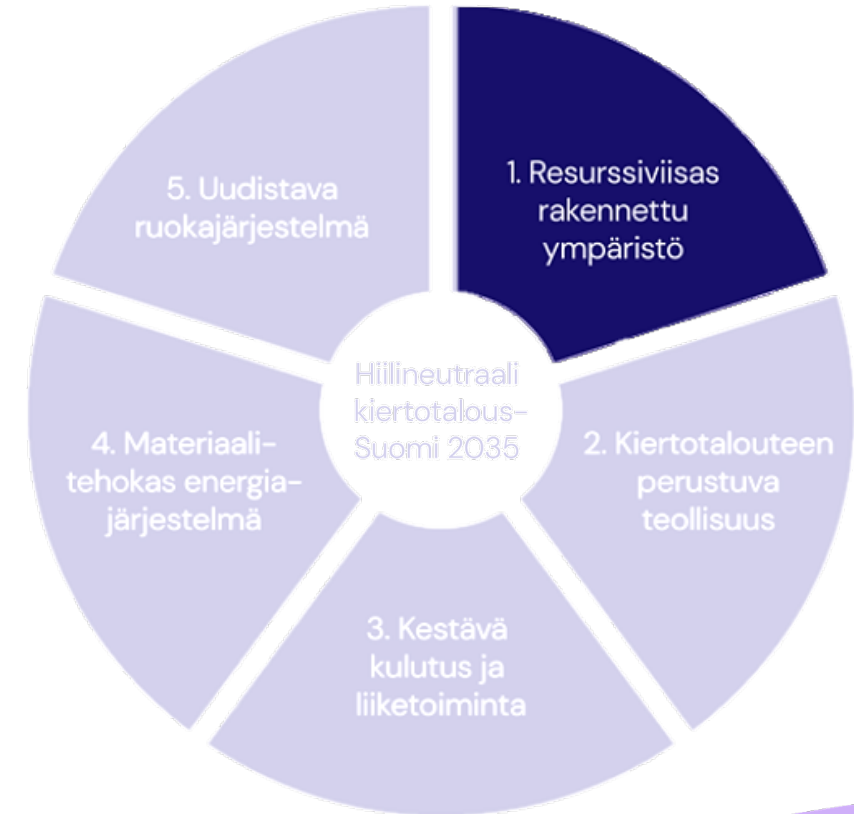 1. Resurssiviisas
rakennettu
ympäristö
2. Kiertotalouteen
perustuva
teollisuus
3. Kestävä
kulutus ja
liiketoiminta
4. Materiaali-
tehokas energia-
järjestelmä
5. Uudistava
ruokajärjestelmä
Hiilineutraali
kiertotalous-
Suomi 2035